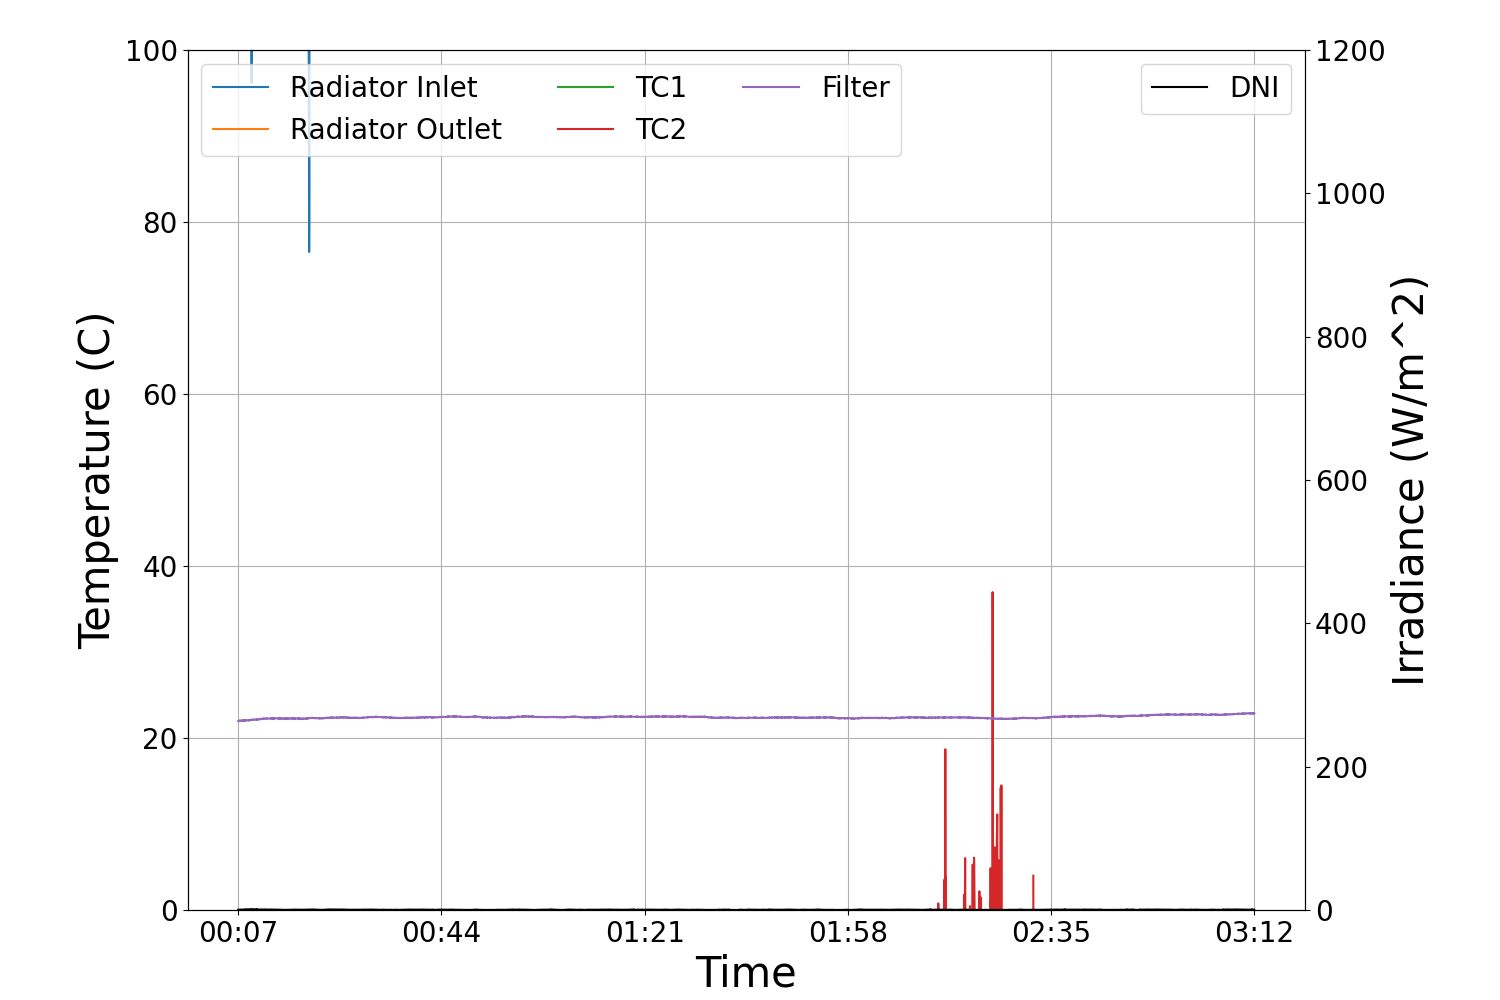 100
80
60
40
20
0
Temperature (C)
Radiator Inlet
Radiator Outlet
TC1
TC2
Filter
DNI
1200
1000
800
600
400
200
0
Irradiance (W/m^2)
00:07 00:44 01:21 01:58 02:35 03:12
Time